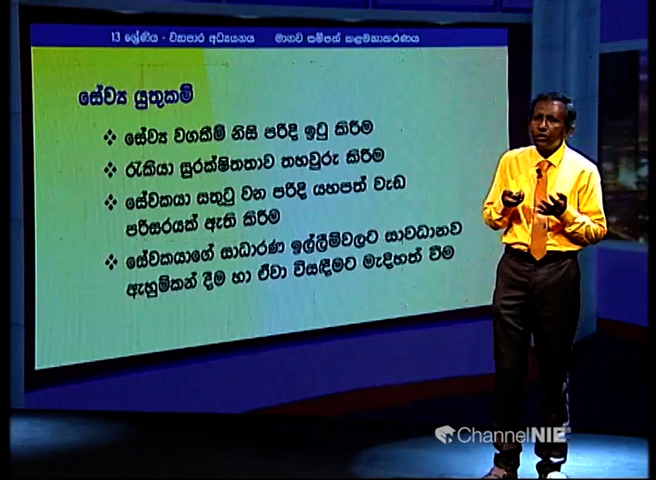 13 ශ්‍රේණිය - ව්‍යාපාර අධ්‍යයනය මානව සම්පත් කළමනාකරණය
සේව්‍ය යුතුකම්
❖ සේව්‍ය වගකීම් නිසි පරිදි ඉටු කිරීම
❖ රැකියා සුරක්ෂිතතාව තහවුරු කිරීම
❖ සේවකයා සතුටු වන පරිදි යහපත් වැඩ
පරිසරයක් ඇති කිරීම
❖ සේවකයාගේ සාධාරණ ඉල්ලීම්වලට සාවධානව
ඇහුම්කන් දීම හා ඒවා විසඳීමට මැදිහත් වීම
ChannelNIE